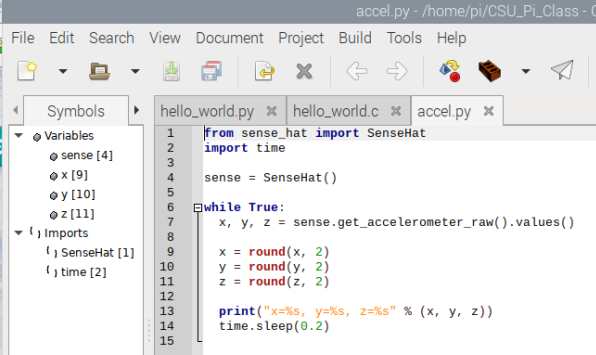 accel.py - /home/pi/CSU_Pi_Class -
File Edit Search View Document Project Build Tools Help
Symbols hello_world.py hello_world.c accel.py
Variables
sense [4]
x [9]
y [10]
z [11]
Imports
SenseHat [1]
time [2]
1 from sense_hat import SenseHat
2 import time
3
4 sense = SenseHat()
5
6 while True:
7 x, y, z = sense.get_accelerometer_raw().values()
8
9 x = round(x, 2)
10 y = round(y, 2)
11 z = round(z, 2)
12
13 print("x=%s, y=%s, z=%s" % (x, y, z))
14 time.sleep(0.2)
15